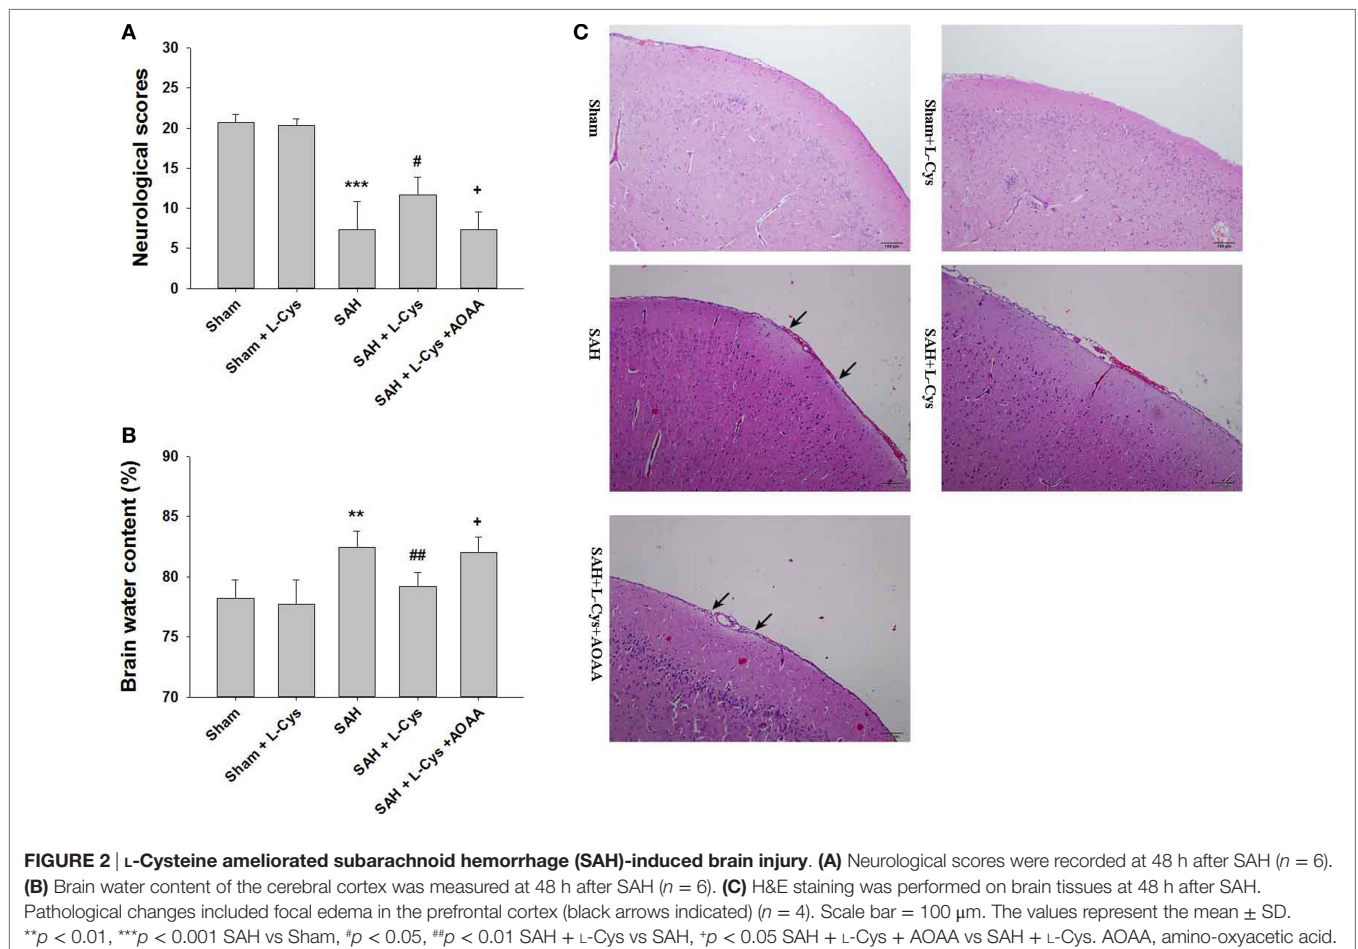 A
Neurological scores
30
25
20
15
10
5
0
***
#
+
Sham
Sham + L-Cys
SAH
SAH + L-Cys
SAH + L-Cys +AOAA
B
Brain water content (%)
90
85
80
75
70
**
##
+
Sham
Sham + L-Cys
SAH
SAH + L-Cys
SAH + L-Cys +AOAA
C
Sham
Sham+L-Cys
SAH
SAH+L-Cys
SAH+L-Cys+AOAA
FIGURE 2 | L-Cysteine ameliorated subarachnoid hemorrhage (SAH)-induced brain injury. (A) Neurological scores were recorded at 48 h after SAH (n = 6).
(B) Brain water content of the cerebral cortex was measured at 48 h after SAH (n = 6). (C) H&E staining was performed on brain tissues at 48 h after SAH.
Pathological changes included focal edema in the prefrontal cortex (black arrows indicated) (n = 4). Scale bar = 100 μm. The values represent the mean ± SD.
**p < 0.01, ***p < 0.001 SAH vs Sham, #p < 0.05, ##p < 0.01 SAH + L-Cys vs SAH, +p < 0.05 SAH + L-Cys + AOAA vs SAH + L-Cys. AOAA, amino-oxyacetic acid.